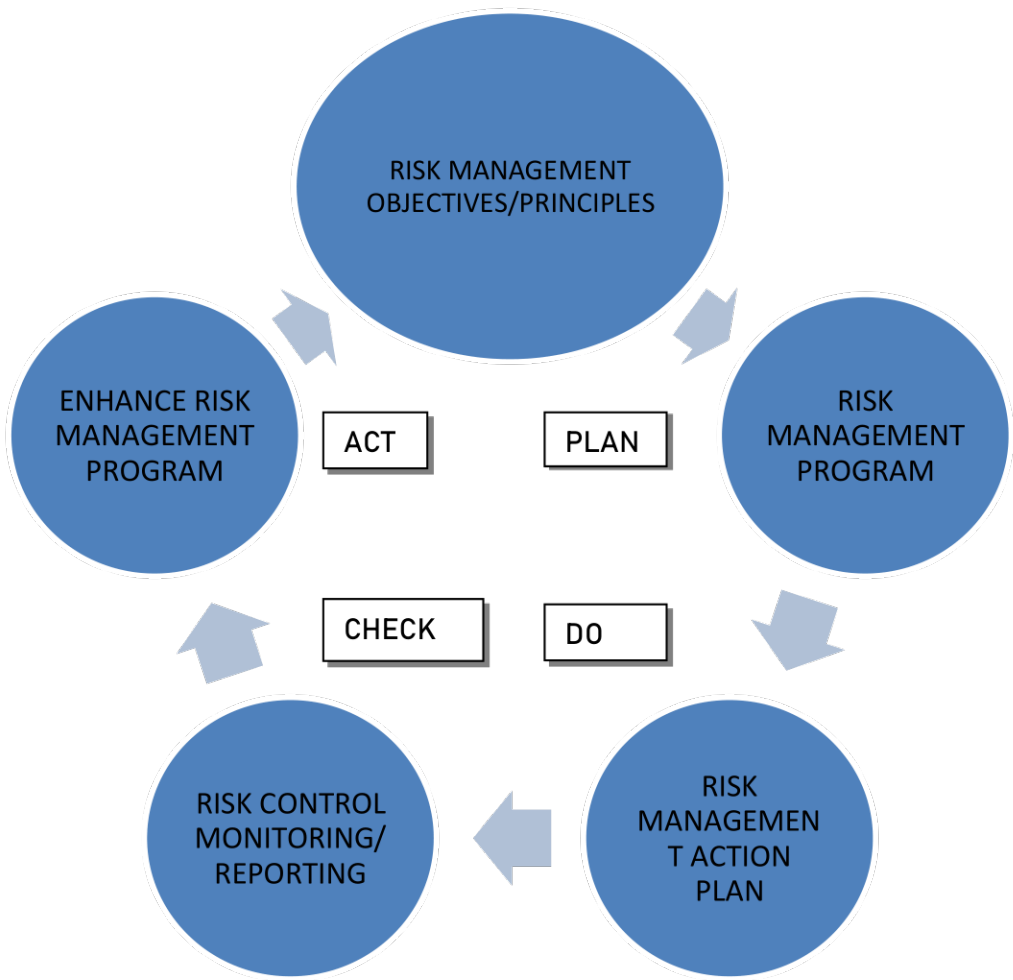 RISK MANAGEMENT
OBJECTIVES/PRINCIPLES
ENHANCE RISK
MANAGEMENT
PROGRAM
ACT
PLAN
RISK
MANAGEMENT
PROGRAM
CHECK
DO
RISK CONTROL
MONITORING/
REPORTING
RISK
MANAGEMEN
T ACTION
PLAN